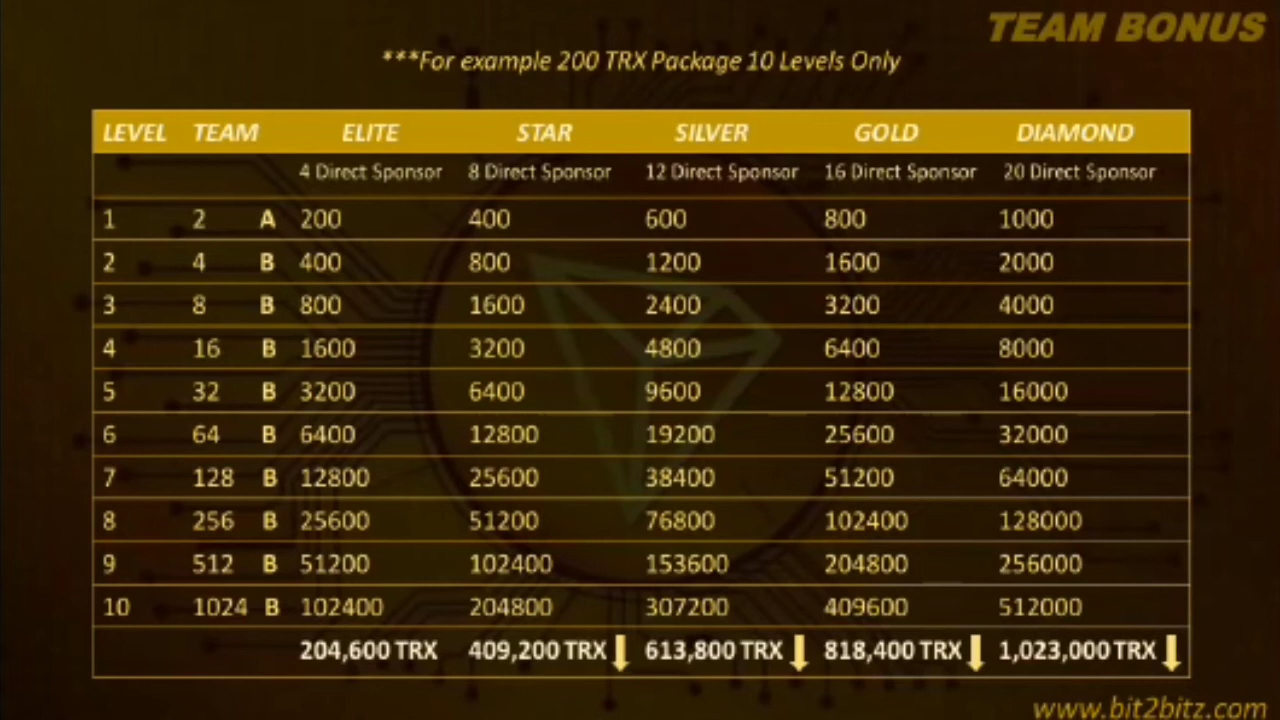 TEAM BONUS
***For example 200 TRX Package 10 Levels Only
LEVEL TEAM ELITE STAR SILVER GOLD DIAMOND
4 Direct Sponsor 8 Direct Sponsor 12 Direct Sponsor 16 Direct Sponsor 20 Direct Sponsor
1 2 A 200 400 600 800 1000
2 4 B 400 800 1200 1600 2000
3 8 B 800 1600 2400 3200 4000
4 16 B 1600 3200 4800 6400 8000
5 32 B 3200 6400 9600 12800 16000
6 64 B 6400 12800 19200 25600 32000
7 128 B 12800 25600 38400 51200 64000
8 256 B 25600 51200 76800 102400 128000
9 512 B 51200 102400 153600 204800 256000
10 1024 B 102400 204800 307200 409600 512000
204,600 TRX 409,200 TRX 613,800 TRX 818,400 TRX 1,023,000 TRX
www.bit2bitz.com